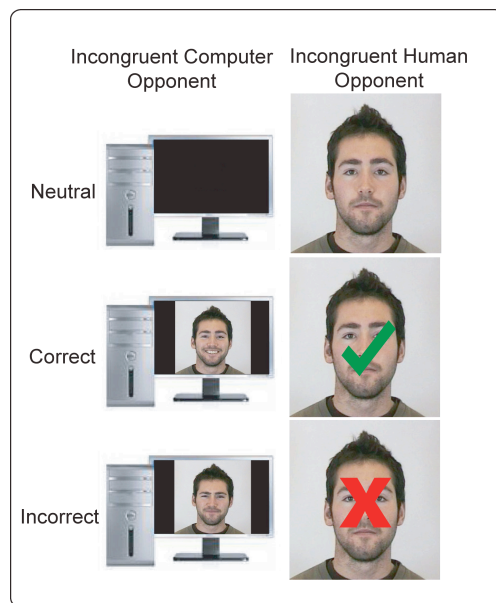 Incongruent Computer
Opponent
Incongruent Human
Opponent
Neutral
Correct
Incorrect
X